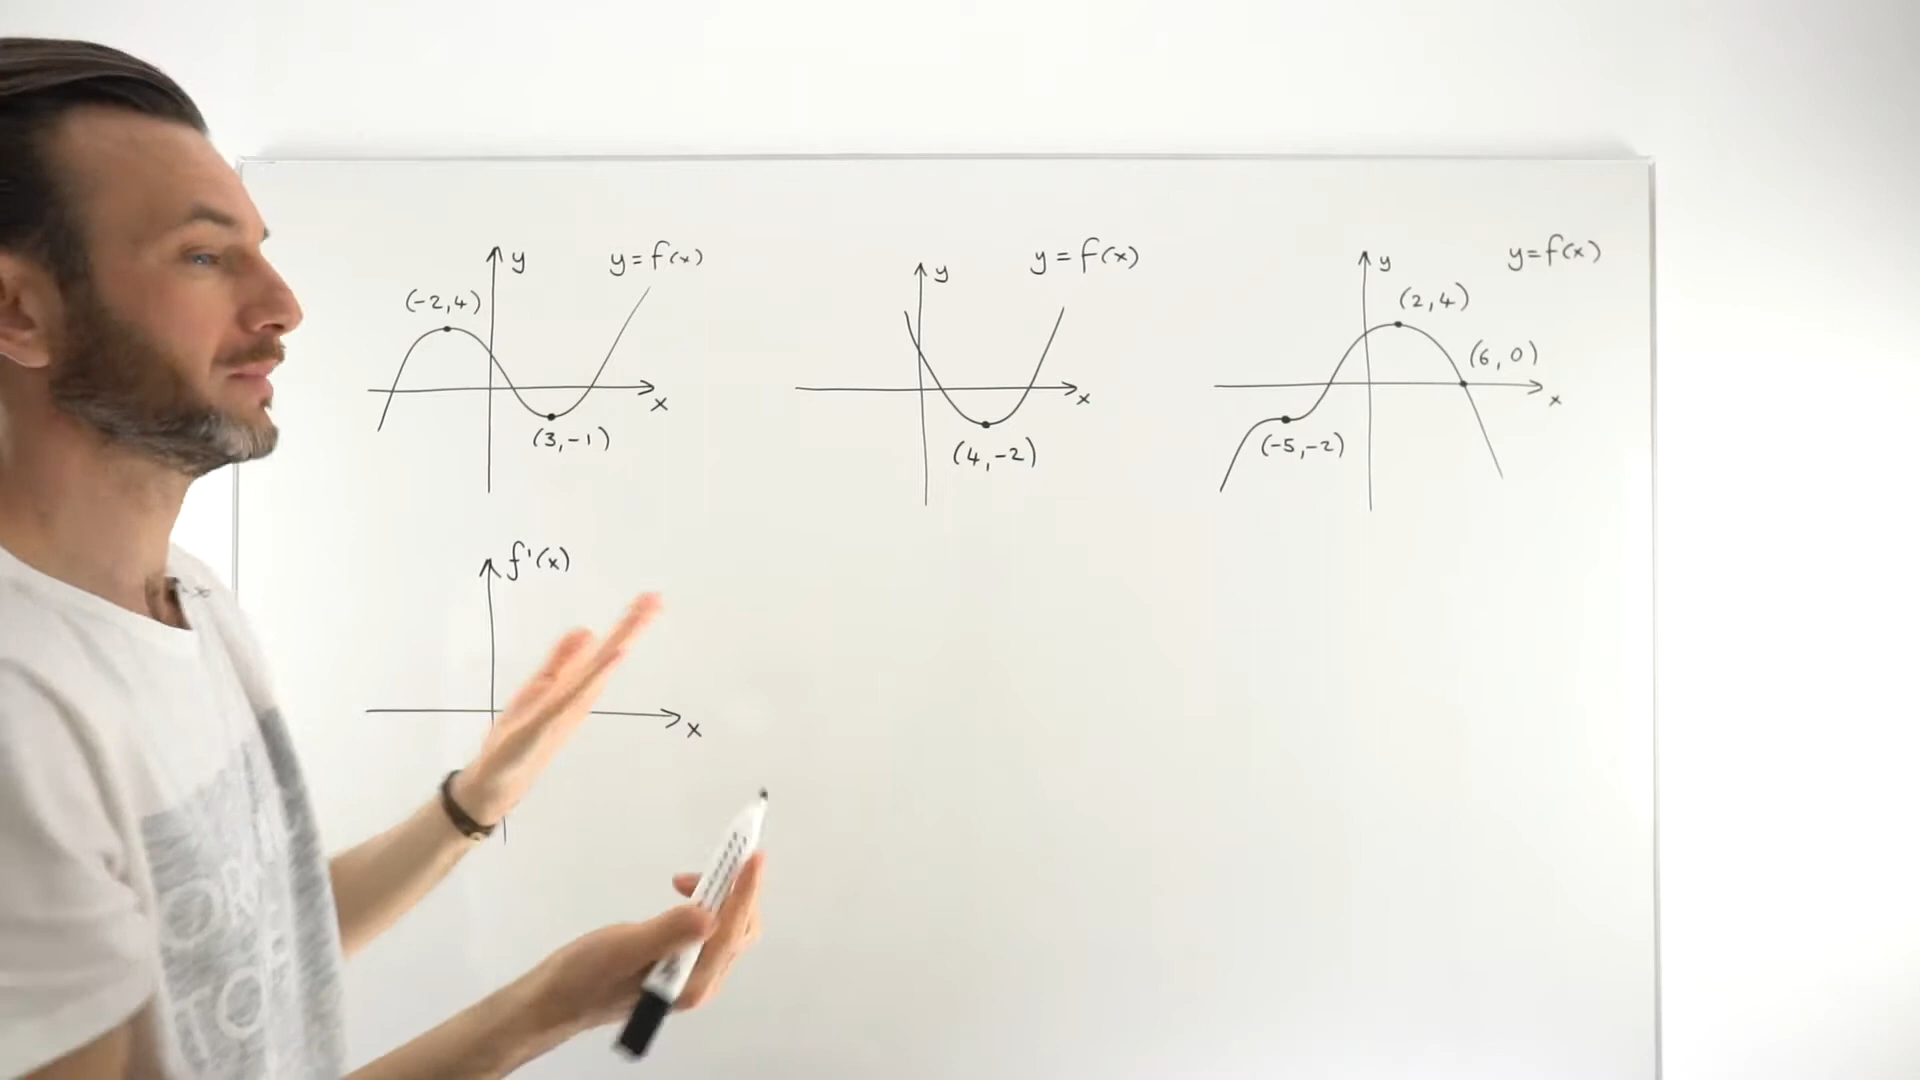 y
y=f(x)
(-2,4)
x
(3,-1)
y
y=f(x)
x
(4,-2)
y
y=f(x)
(2,4)
(6,0)
x
(-5,-2)
f'(x)
x